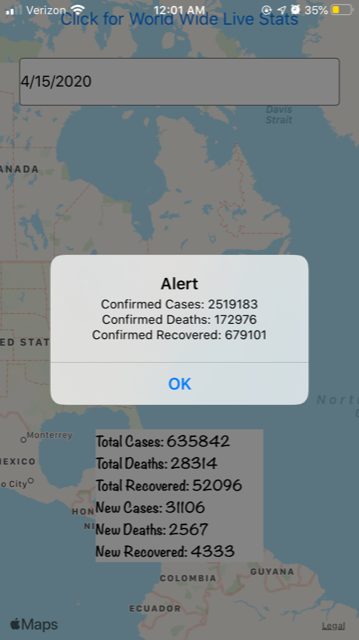 Verizon 12:01 AM 35%
Click for World Wide Live Stats
4/15/2020
Davis
Strait
ANADA
Alert
Confirmed Cases: 2519183
Confirmed Deaths: 172976
Confirmed Recovered: 679101
ED STAT
OK
North
Monterrey
Total Cases: 635842
MEXICO
Total Deaths: 28314
o City
Total Recovered: 52096
HON
New Cases: 31106
NI
New Deaths: 2567
New Recovered: 4333
GUYANA
COLOMBIA
ECUADOR
Maps
Legal